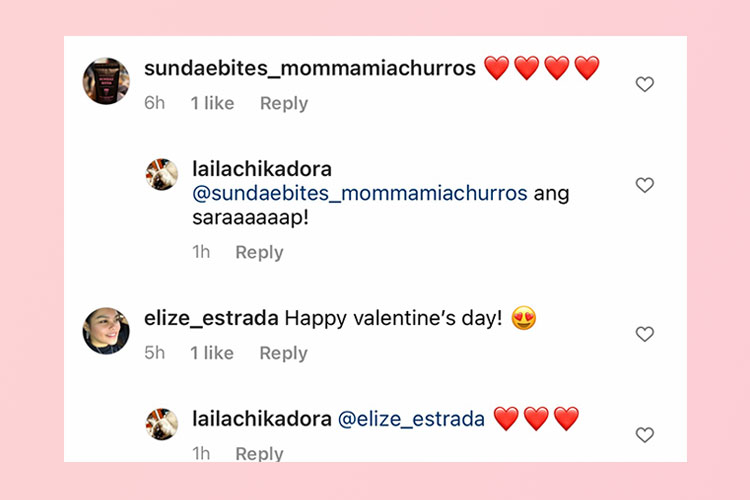 sundaebites_mommamiachurros ❤️❤️❤️❤️
6h 1 like Reply
lailachikadora
@sundaebites_mommamiachurros ang
saraaaaaap!
1h Reply
elize_estrada Happy valentine’s day! 😍
5h 1 like Reply
lailachikadora @elize_estrada ❤️❤️❤️
1h Reply